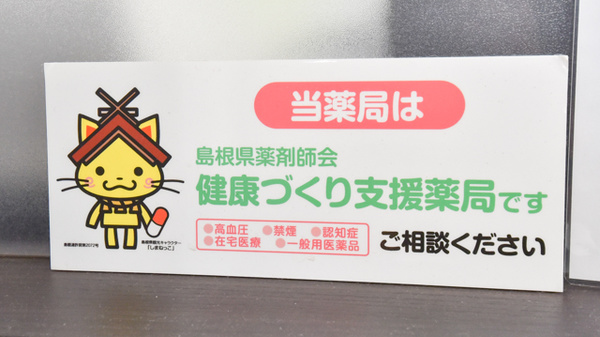 当薬局は
島根県薬剤師会
健康づくり支援薬局です
●高血圧 ●禁煙 ●認知症
●在宅医療 ●一般用医薬品
ご相談ください
島根県観光キャラクター
「しまねっこ」